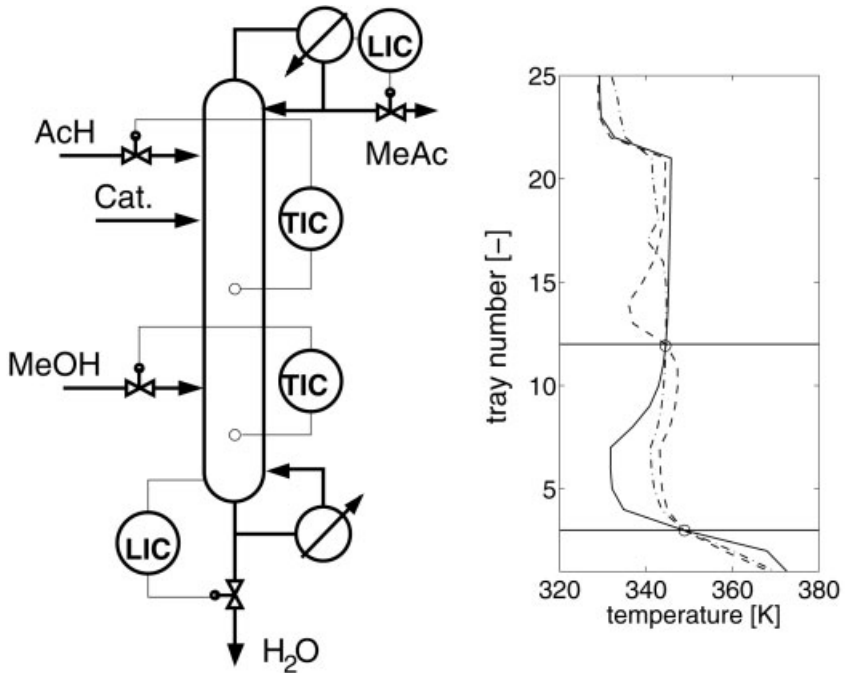 LIC
AcH
MeAc
Cat.
TIC
MeOH
TIC
LIC
H₂O
25
20
15
10
5
tray number [−]
320
340
360
380
temperature [K]